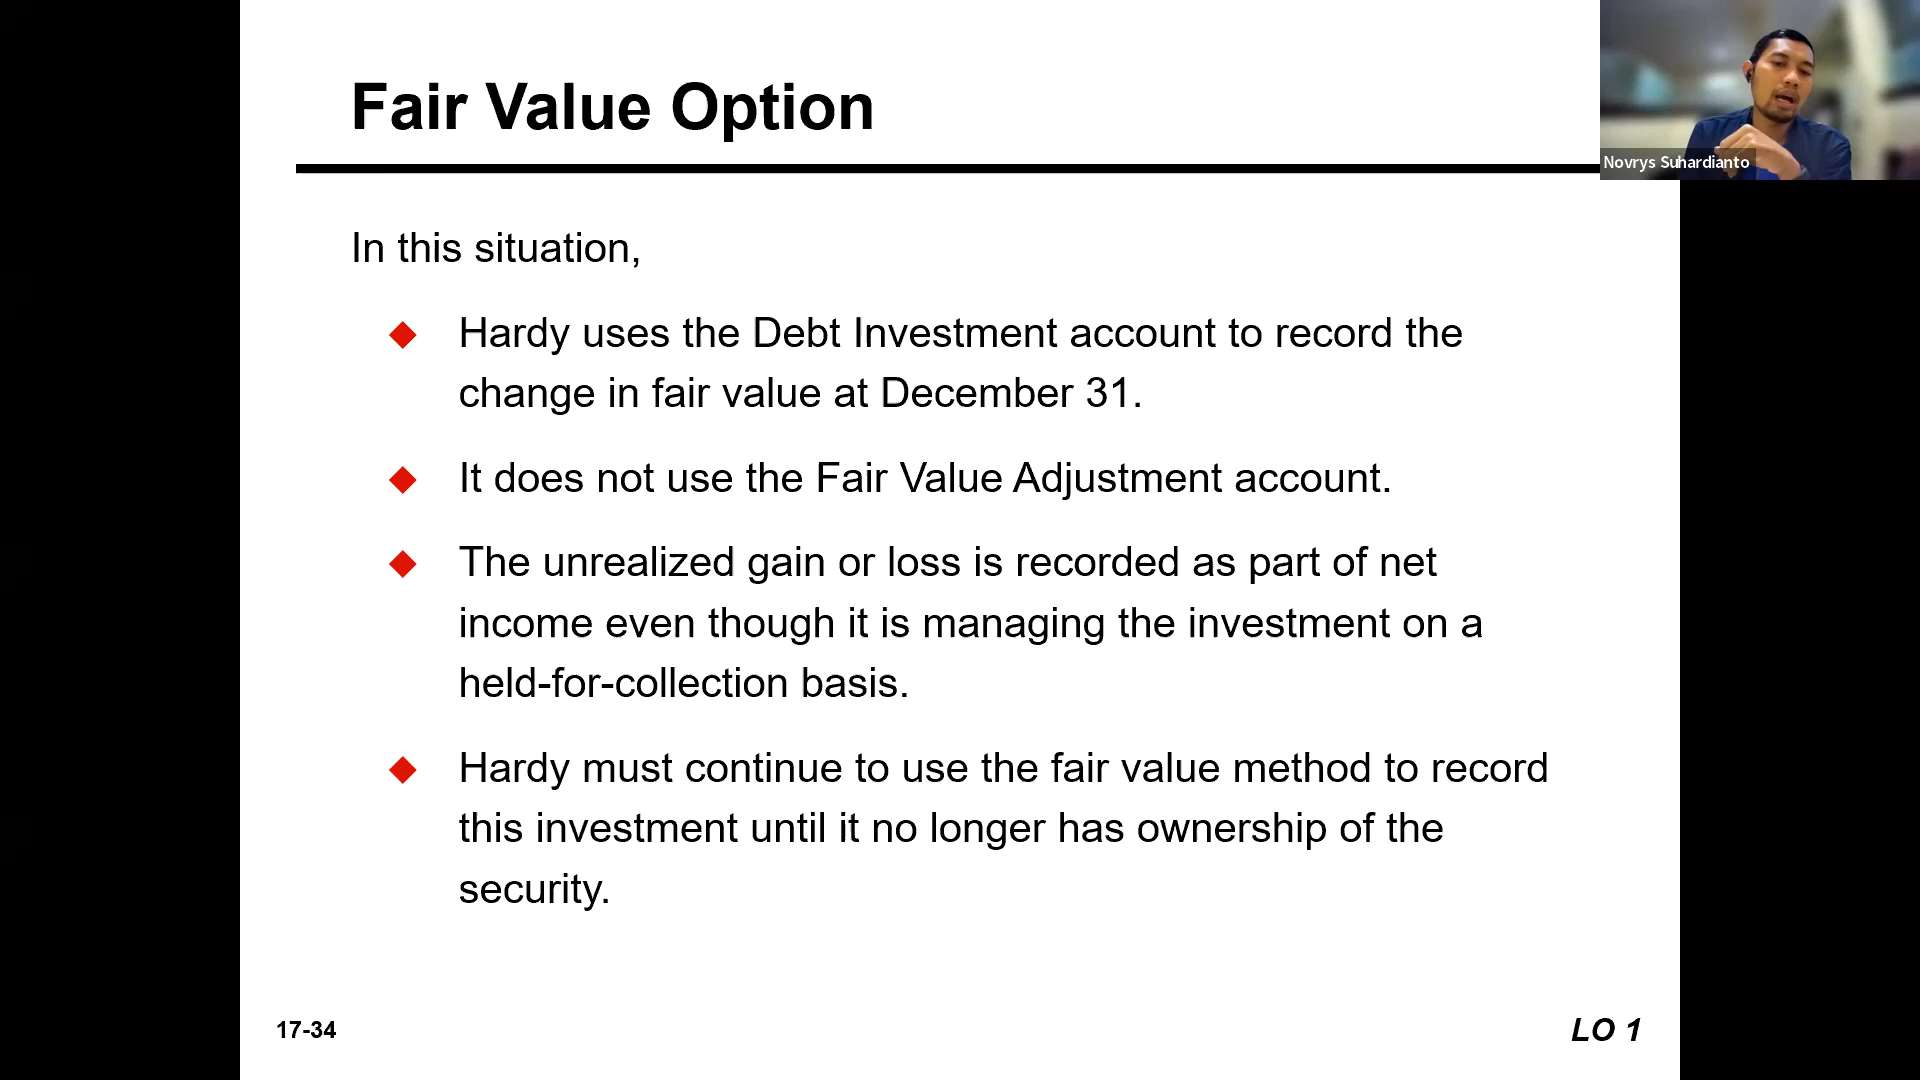 Fair Value Option
Novrys Suhardianto
In this situation,
Hardy uses the Debt Investment account to record the
change in fair value at December 31.
It does not use the Fair Value Adjustment account.
The unrealized gain or loss is recorded as part of net
income even though it is managing the investment on a
held-for-collection basis.
Hardy must continue to use the fair value method to record
this investment until it no longer has ownership of the
security.
17-34
LO 1